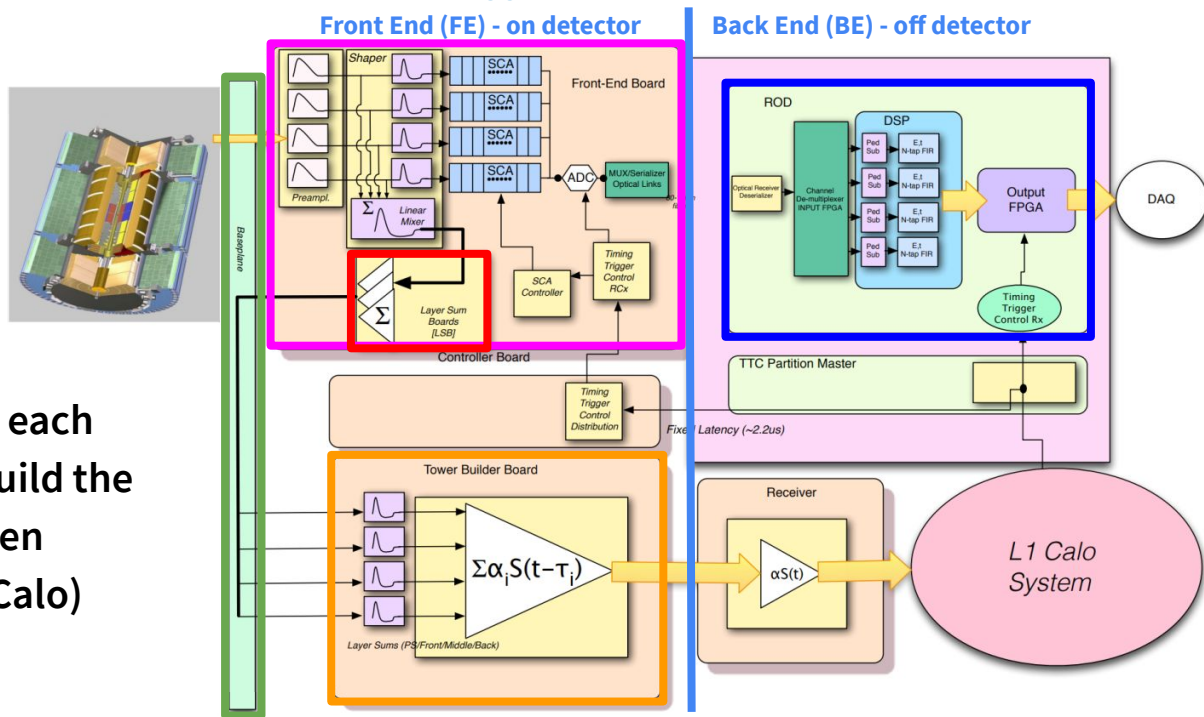 Front End (FE) - on detector
Back End (BE) - off detector
Shaper
SCA
SCA
SCA
SCA
Front-End Board
Preampl.
ADC
MUX/Serializer
Optical Links
Σ
Linear
Mixer
Σ
Layer Sum
Boards
[LSB]
SCA
Controller
Timing
Trigger
Control
RCx
Baseplane
Controller Board
Timing
Trigger
Control
Distribution
ROD
DSP
Optical Receiver
Deserializer
Channel
De-multiplexer
INPUT FPGA
Ped
Sub
E,t
N-tap FIR
Ped
Sub
E,t
N-tap FIR
Ped
Sub
E,t
N-tap FIR
Ped
Sub
E,t
N-tap FIR
Output
FPGA
DAQ
Timing
Trigger
Control Rx
TTC Partition Master
Fixed Latency (~2.2us)
each
uild the
en
Calo)
Tower Builder Board
Σα_iS(t−τ_i)
Layer Sums (PS/Front/Middle/Back)
Receiver
αS(t)
L1 Calo
System